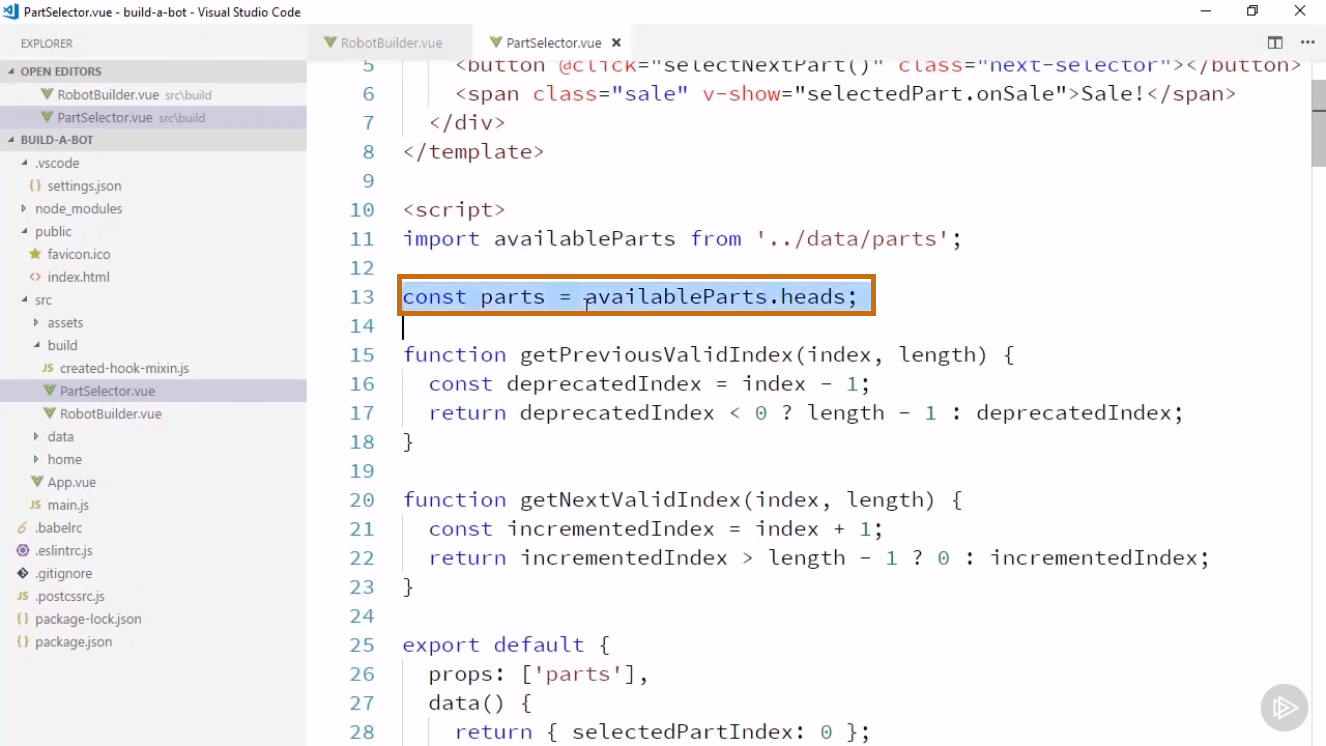 PartSelector.vue - build-a-bot - Visual Studio Code
EXPLORER
OPEN EDITORS
RobotBuilder.vue src\build
PartSelector.vue src\build
BUILD-A-BOT
.vscode
{} settings.json
node_modules
public
favicon.ico
<> index.html
src
assets
build
JS created-hook-mixin.js
PartSelector.vue
RobotBuilder.vue
data
home
App.vue
JS main.js
.babelrc
.eslintrc.js
.gitignore
JS .postcssrc.js
{} package-lock.json
{} package.json
RobotBuilder.vue
PartSelector.vue
5 <button @click="selectNextPart()" class="next-selector"></button>
6 <span class="sale" v-show="selectedPart.onSale">Sale!</span>
7 </div>
8 </template>
9
10 <script>
11 import availableParts from '../data/parts';
12
13 const parts = availableParts.heads;
14
15 function getPreviousValidIndex(index, length) {
16 const deprecatedIndex = index - 1;
17 return deprecatedIndex < 0 ? length - 1 : deprecatedIndex;
18 }
19
20 function getNextValidIndex(index, length) {
21 const incrementedIndex = index + 1;
22 return incrementedIndex > length - 1 ? 0 : incrementedIndex;
23 }
24
25 export default {
26 props: ['parts'],
27 data() {
28 return { selectedPartIndex: 0 };